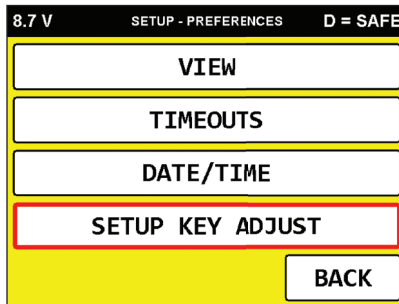 8.7 V SETUP - PREFERENCES D = SAFE
VIEW
TIMEOUTS
DATE/TIME
SETUP KEY ADJUST
BACK